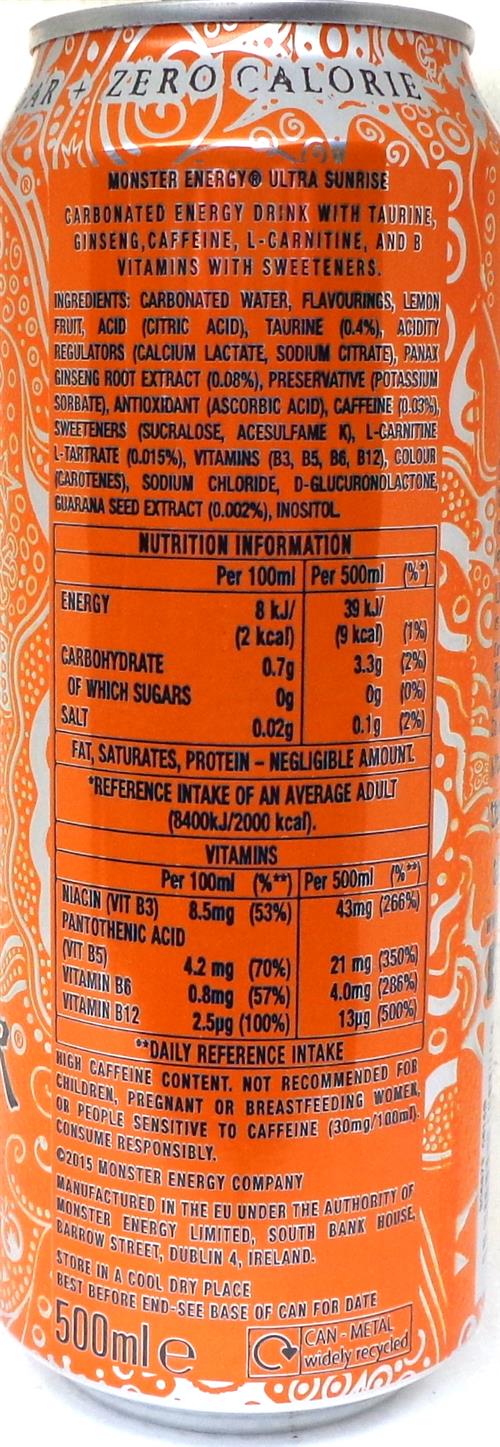 AR + ZERO CALORIE
MONSTER ENERGY® ULTRA SUNRISE
CARBONATED ENERGY DRINK WITH TAURINE,
GINSENG,CAFFEINE, L-CARNITINE, AND B
VITAMINS WITH SWEETENERS.
INGREDIENTS: CARBONATED WATER, FLAVOURINGS, LEMON
FRUIT, ACID (CITRIC ACID), TAURINE (0.4%), ACIDITY
REGULATORS (CALCIUM LACTATE, SODIUM CITRATE), PANAX
GINSENG ROOT EXTRACT (0.08%), PRESERVATIVE (POTASSIUM
SORBATE), ANTIOXIDANT (ASCORBIC ACID), CAFFEINE (0.03%),
SWEETENERS (SUCRALOSE, ACESULFAME K), L-CARNITINE
L-TARTRATE (0.015%), VITAMINS (B3, B5, B6, B12), COLOUR
(CAROTENES), SODIUM CHLORIDE, D-GLUCURONOLACTONE,
GUARANA SEED EXTRACT (0.002%), INOSITOL.
NUTRITION INFORMATION
Per 100ml Per 500ml (%*)
ENERGY 8 kJ/ 39 kJ/
(2 kcal) (9 kcal) (1%)
CARBOHYDRATE 0.7g 3.3g (2%)
OF WHICH SUGARS 0g 0g (0%)
SALT 0.02g 0.1g (2%)
FAT, SATURATES, PROTEIN – NEGLIGIBLE AMOUNT.
*REFERENCE INTAKE OF AN AVERAGE ADULT
(8400kJ/2000 kcal).
VITAMINS
Per 100ml (%**) Per 500ml (%**)
NIACIN (VIT B3) 8.5mg (53%) 43mg (266%)
PANTOTHENIC ACID
(VIT B5) 4.2 mg (70%) 21 mg (350%)
VITAMIN B6 0.8mg (57%) 4.0mg (286%)
VITAMIN B12 2.5µg (100%) 13µg (500%)
**DAILY REFERENCE INTAKE
HIGH CAFFEINE CONTENT. NOT RECOMMENDED FOR
CHILDREN, PREGNANT OR BREASTFEEDING WOMEN,
OR PEOPLE SENSITIVE TO CAFFEINE (30mg/100ml).
CONSUME RESPONSIBLY.
©2015 MONSTER ENERGY COMPANY
MANUFACTURED IN THE EU UNDER THE AUTHORITY OF
MONSTER ENERGY LIMITED, SOUTH BANK HOUSE,
BARROW STREET, DUBLIN 4, IRELAND.
STORE IN A COOL DRY PLACE
BEST BEFORE END-SEE BASE OF CAN FOR DATE
500ml e
CAN - METAL
widely recycled